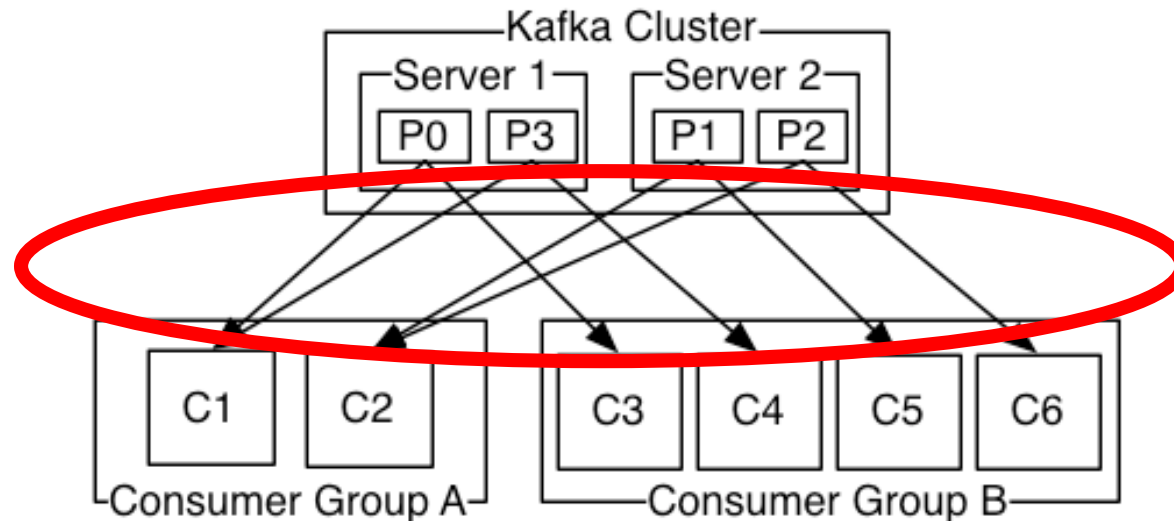 Kafka Cluster
Server 1 Server 2
P0 P3 P1 P2
C1 C2 C3 C4 C5 C6
Consumer Group A Consumer Group B